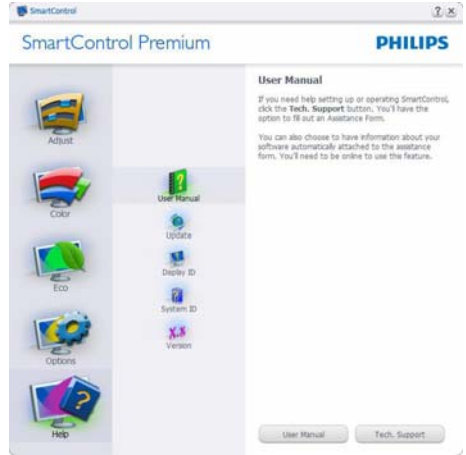 SmartControl
SmartControl Premium
PHILIPS
Adjust
Color
Eco
Options
Help
User Manual
Update
Display ID
System ID
X.X
Version
User Manual
If you need help setting up or operating SmartControl,
click the Tech. Support button. You'll have the
option to fill out an Assistance Form.
You can also choose to have information about your
software automatically attached to the assistance
form. You'll need to be online to use the feature.
User Manual
Tech. Support